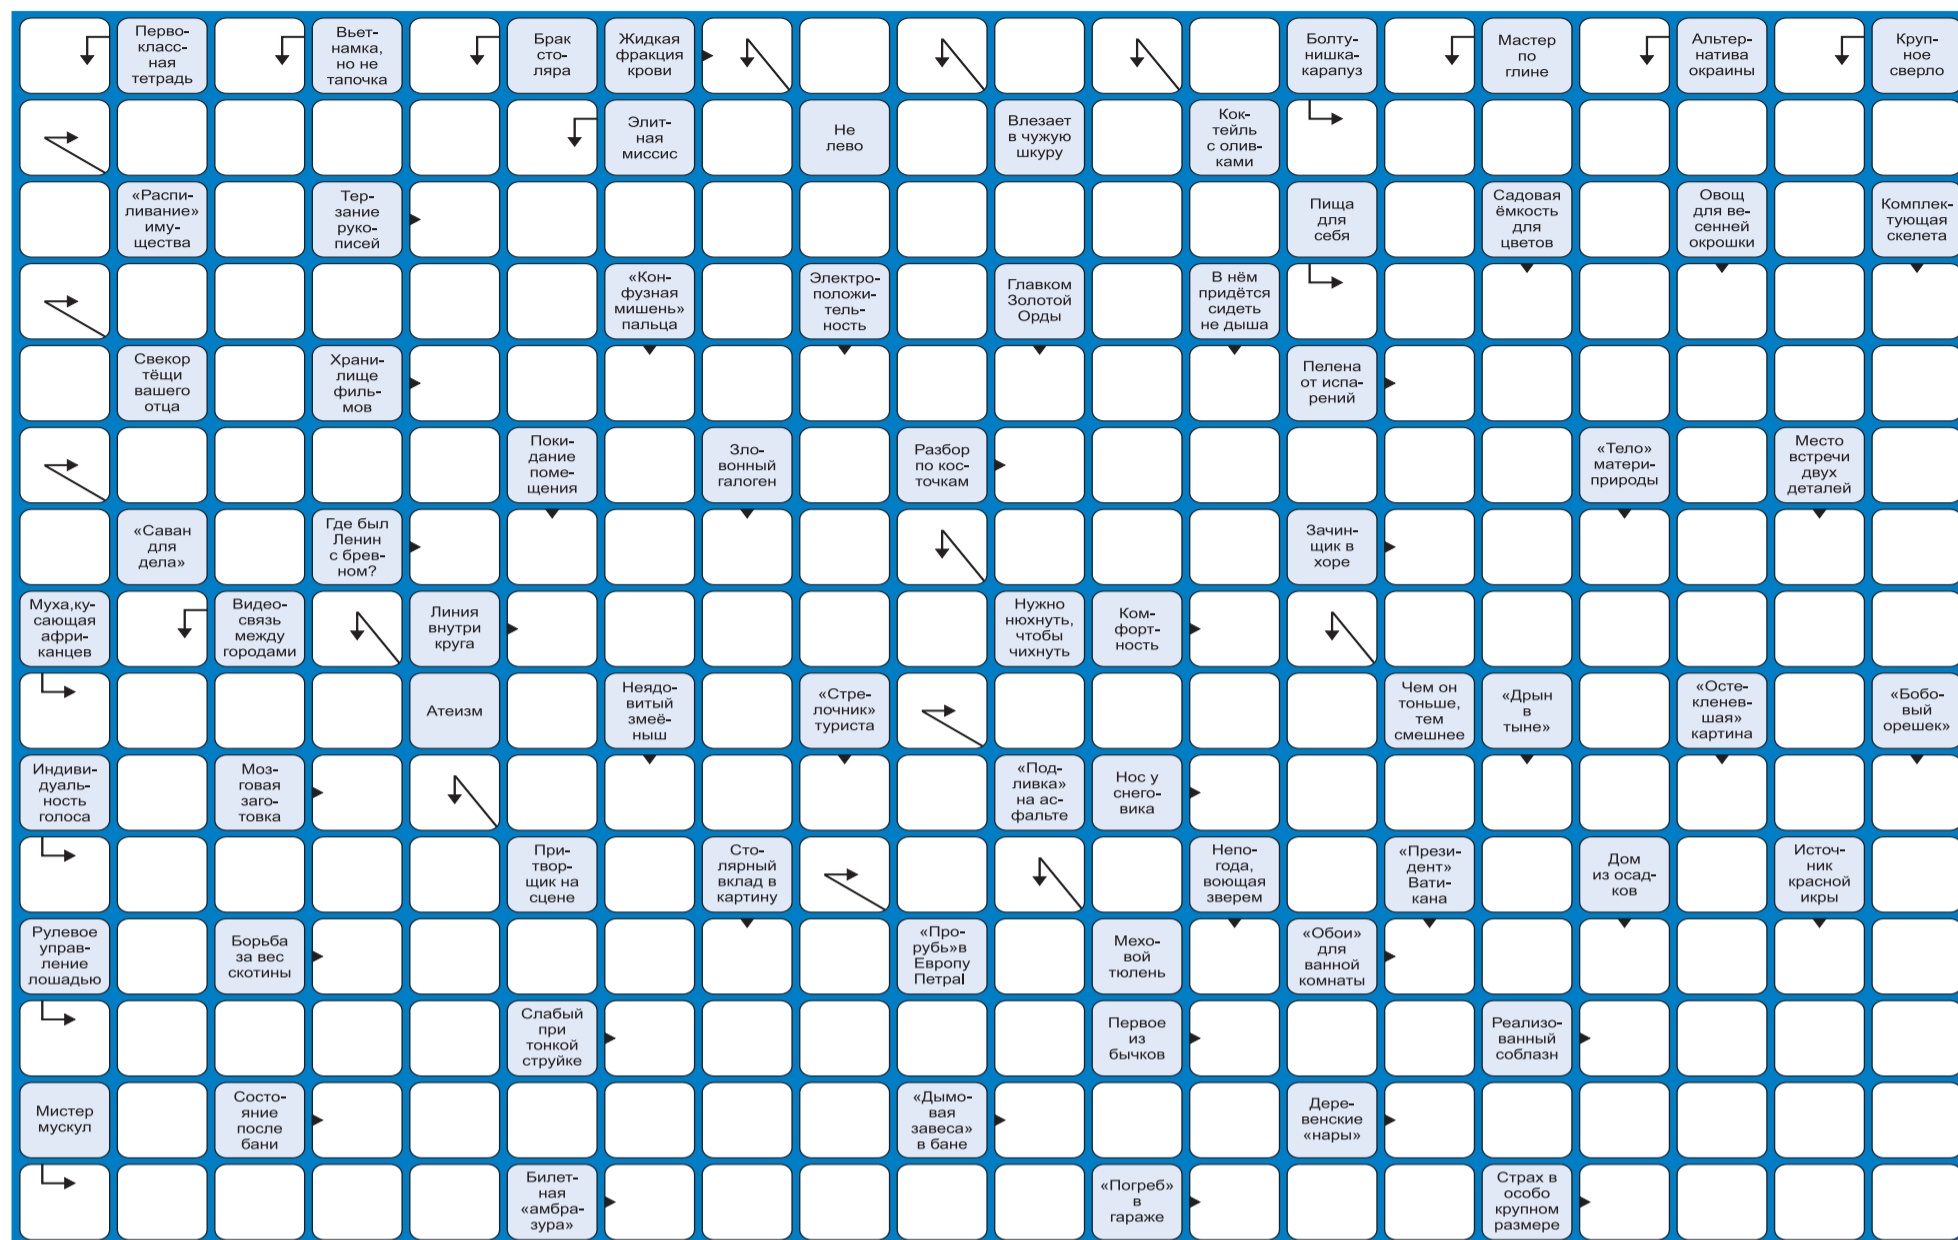 Перво-
класс-
ная
тетрадь
Вьет-
намка,
но не
тапочка
Брак
сто-
ляра
Жидкая
фракция
крови
Болту-
нишка-
карапуз
Мастер
по
глине
Альтер-
натива
окраины
Круп-
ное
сверло
Элит-
ная
миссис
Не
лево
Влезает
в чужую
шкуру
Кок-
тейль
с олив-
ками
«Распи-
ливание»
иму-
щества
Тер-
зание
руко-
писей
Пища
для
себя
Садовая
ёмкость
для
цветов
Овощ
для ве-
сенней
окрошки
Комплек-
тующая
скелета
«Кон-
фузная
мишень»
пальца
Электро-
положи-
тель-
ность
Главком
Золотой
Орды
В нём
придётся
сидеть
не дыша
Свекор
тёщи
вашего
отца
Храни-
лище
филь-
мов
Пелена
от испа-
рений
Поки-
дание
поме-
щения
Зло-
вонный
галоген
Разбор
по кос-
точкам
«Тело»
матери-
природы
Место
встречи
двух
деталей
«Саван
для
дела»
Где был
Ленин
с брев-
ном?
Зачин-
щик в
хоре
Муха,ку-
сающая
афри-
канцев
Видео-
связь
между
городами
Линия
внутри
круга
Нужно
нюхнуть,
чтобы
чихнуть
Ком-
форт-
ность
Атеизм
Неядо-
витый
змеё-
ныш
«Стре-
лочник»
туриста
Чем он
тоньше,
тем
смешнее
«Дрын
в
тыне»
«Осте-
кленев-
шая»
картина
«Бобо-
вый
орешек»
Индиви-
дуаль-
ность
голоса
Моз-
говая
заго-
товка
«Под-
ливка»
на ас-
фальте
Нос у
снего-
вика
При-
твор-
щик на
сцене
Сто-
лярный
вклад в
картину
Непо-
года,
воющая
зверем
«Прези-
дент»
Вати-
кана
Дом
из осад-
ков
Источ-
ник
красной
икры
Рулевое
управ-
ление
лошадью
Борьба
за вес
скотины
«Про-
рубь»в
Европу
ПетраI
Мехо-
вой
тюлень
«Обои»
для
ванной
комнаты
Слабый
при
тонкой
струйке
Первое
из
бычков
Реализо-
ванный
соблазн
Мистер
мускул
Состо-
яние
после
бани
«Дымо-
вая
завеса»
в бане
Дере-
венские
«нары»
Билет-
ная
«амбра-
зура»
«Погреб»
в
гараже
Страх в
особо
крупном
размере